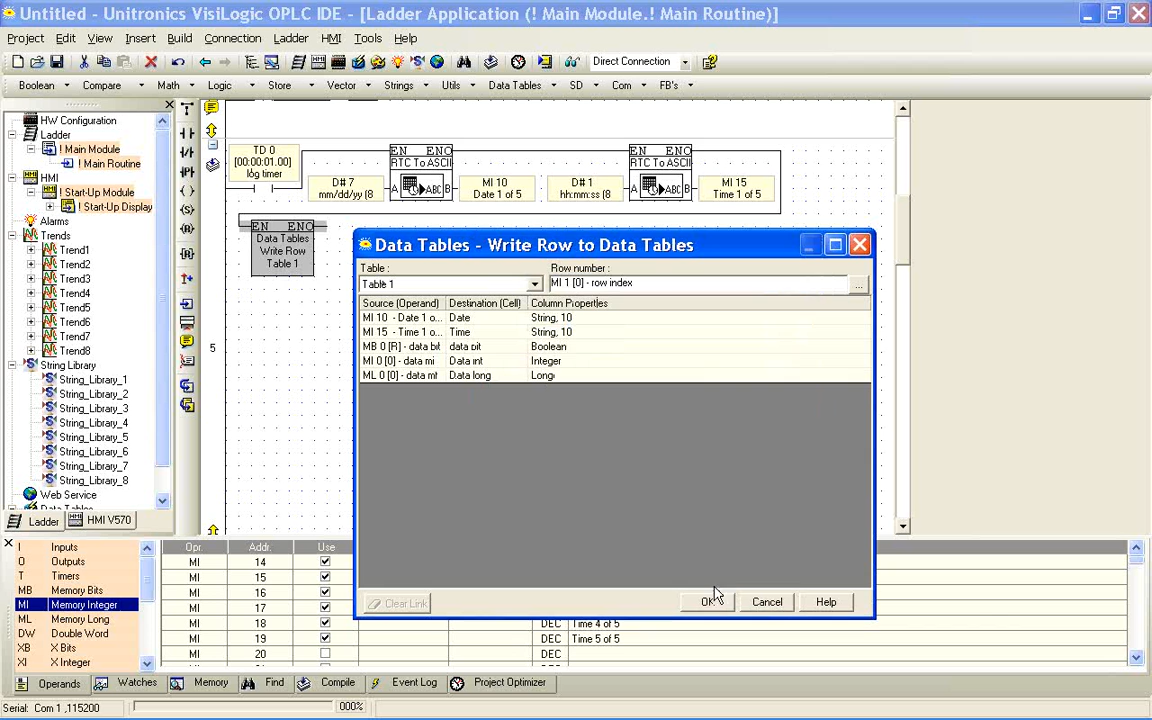 Untitled - Unitronics VisiLogic OPLC IDE - [Ladder Application (! Main Module.! Main Routine)]
Project Edit View Insert Build Connection Ladder HMI Tools Help
Direct Connection
Boolean Compare Math Logic Store Vector Strings Utils Data Tables SD Com FB's
HW Configuration
Ladder
! Main Module
! Main Routine
HMI
! Start-Up Module
! Start-Up Display
Alarms
Trends
Trend1
Trend2
Trend3
Trend4
Trend5
Trend6
Trend7
Trend8
String Library
String_Library_1
String_Library_2
String_Library_3
String_Library_4
String_Library_5
String_Library_6
String_Library_7
String_Library_8
Web Service
Ladder HMI V570
TD 0
[00:00:01.00]
log timer
EN ENO
RTC To ASCII
A ABC B
D# 7
mm/dd/yy (8
MI 10
Date 1 of 5
D# 1
hh:mm:ss (8
EN ENO
RTC To ASCII
A ABC B
MI 15
Time 1 of 5
EN ENO
Data Tables
Write Row
Table 1
5
Data Tables - Write Row to Data Tables
Table : Row number :
Table 1 MI 1 [0] - row index ...
Source (Operand) Destination (Cell) Column Properties
MI 10 - Date 1 o... Date String, 10
MI 15 - Time 1 o... Time String, 10
MB 0 [R] - data bit data bit Boolean
MI 0 [0] - data mi Data int Integer
ML 0 [0] - data ml Data long Long
Clear Link OK Cancel Help
I Inputs
O Outputs
T Timers
MB Memory Bits
MI Memory Integer
ML Memory Long
DW Double Word
XB X Bits
XI X Integer
Opr. Addr. Use
MI 14
MI 15
MI 16
MI 17
MI 18 DEC Time 4 of 5
MI 19 DEC Time 5 of 5
MI 20 DEC
Operands Watches Memory Find Compile Event Log Project Optimizer
Serial: Com 1 ,115200 000%